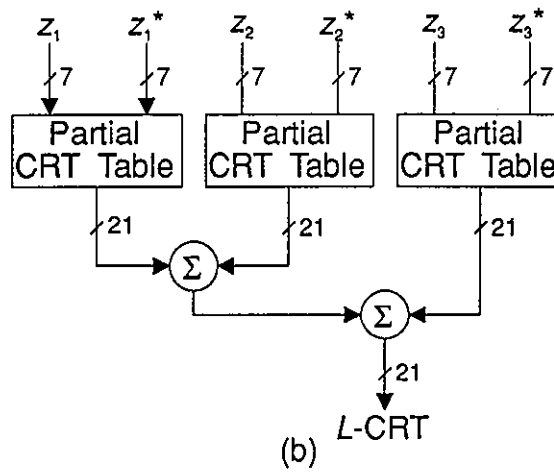 z₁ z₁* z₂ z₂* z₃ z₃*
7 7 7 7 7 7
Partial Partial Partial
CRT Table CRT Table CRT Table
21 21 21
Σ
Σ
21
L-CRT
(b)